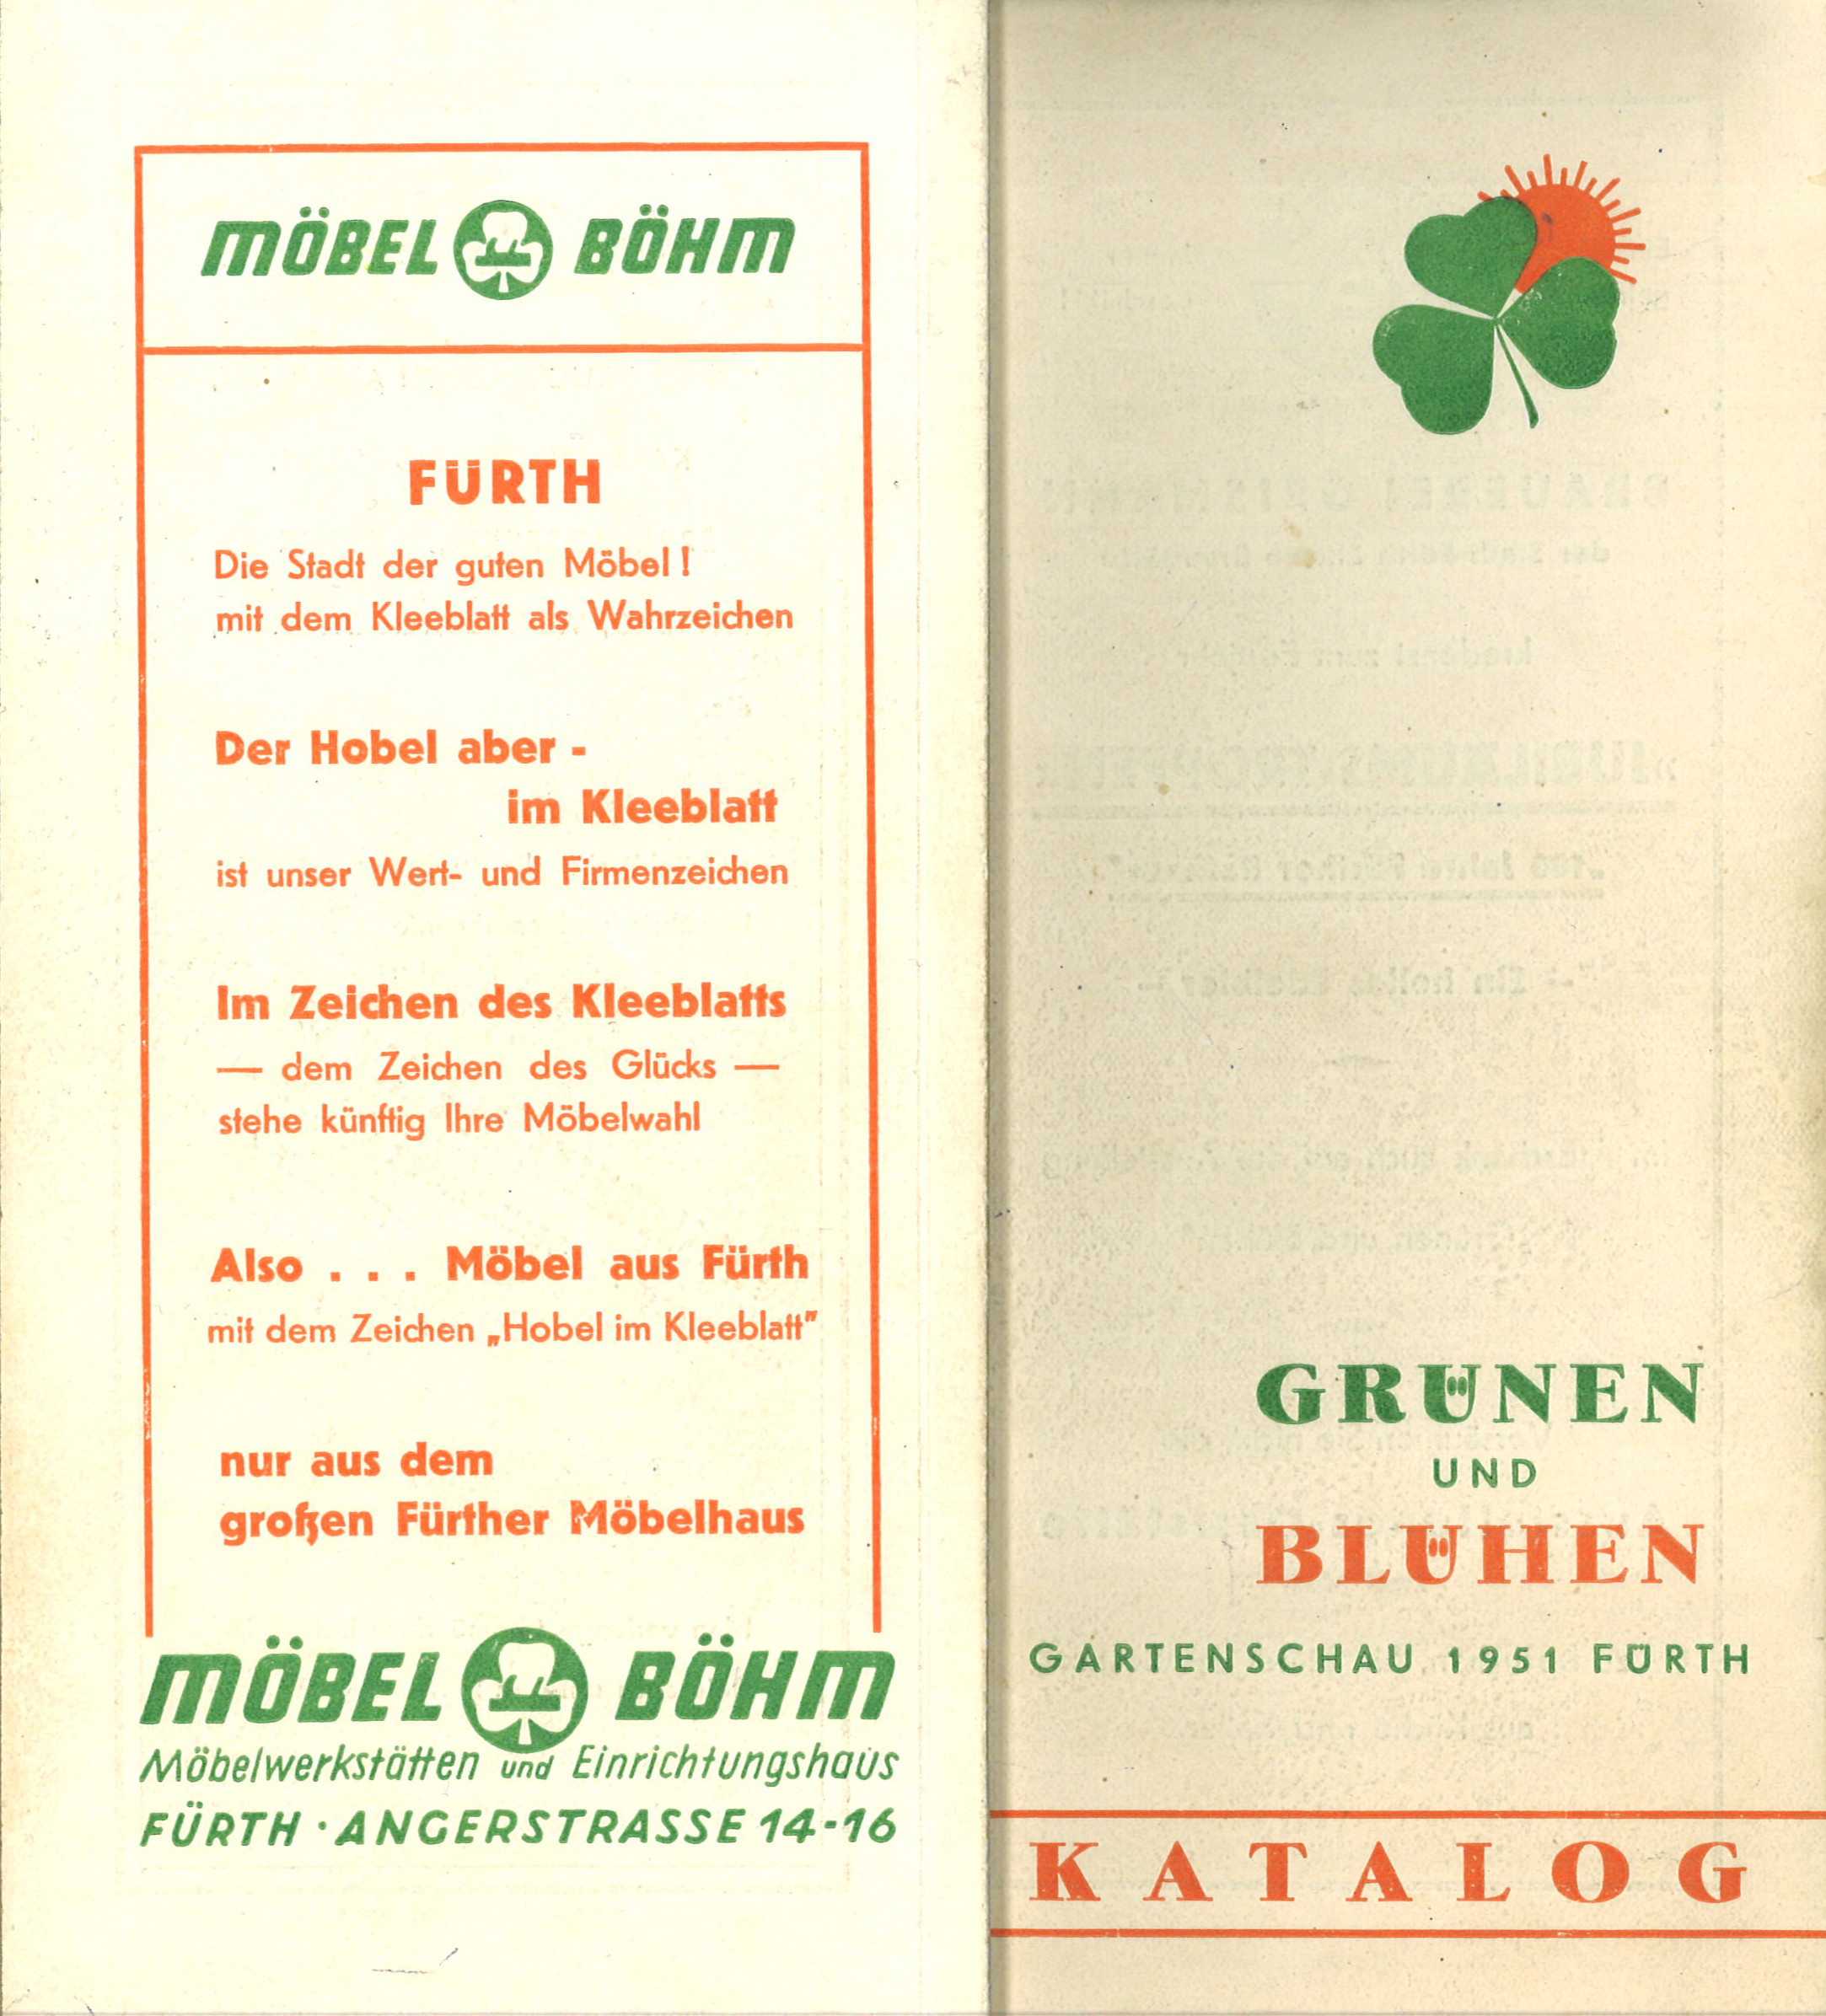 MÖBEL BÖHM
FÜRTH
Die Stadt der guten Möbel!
mit dem Kleeblatt als Wahrzeichen
Der Hobel aber -
im Kleeblatt
ist unser Wert- und Firmenzeichen
Im Zeichen des Kleeblatts
— dem Zeichen des Glücks —
stehe künftig Ihre Möbelwahl
Also . . . Möbel aus Fürth
mit dem Zeichen „Hobel im Kleeblatt"
nur aus dem
großen Fürther Möbelhaus
MÖBEL BÖHM
Möbelwerkstätten und Einrichtungshaus
FÜRTH · ANGERSTRASSE 14-16
GRÜNEN
UND
BLÜHEN
GARTENSCHAU 1951 FÜRTH
KATALOG